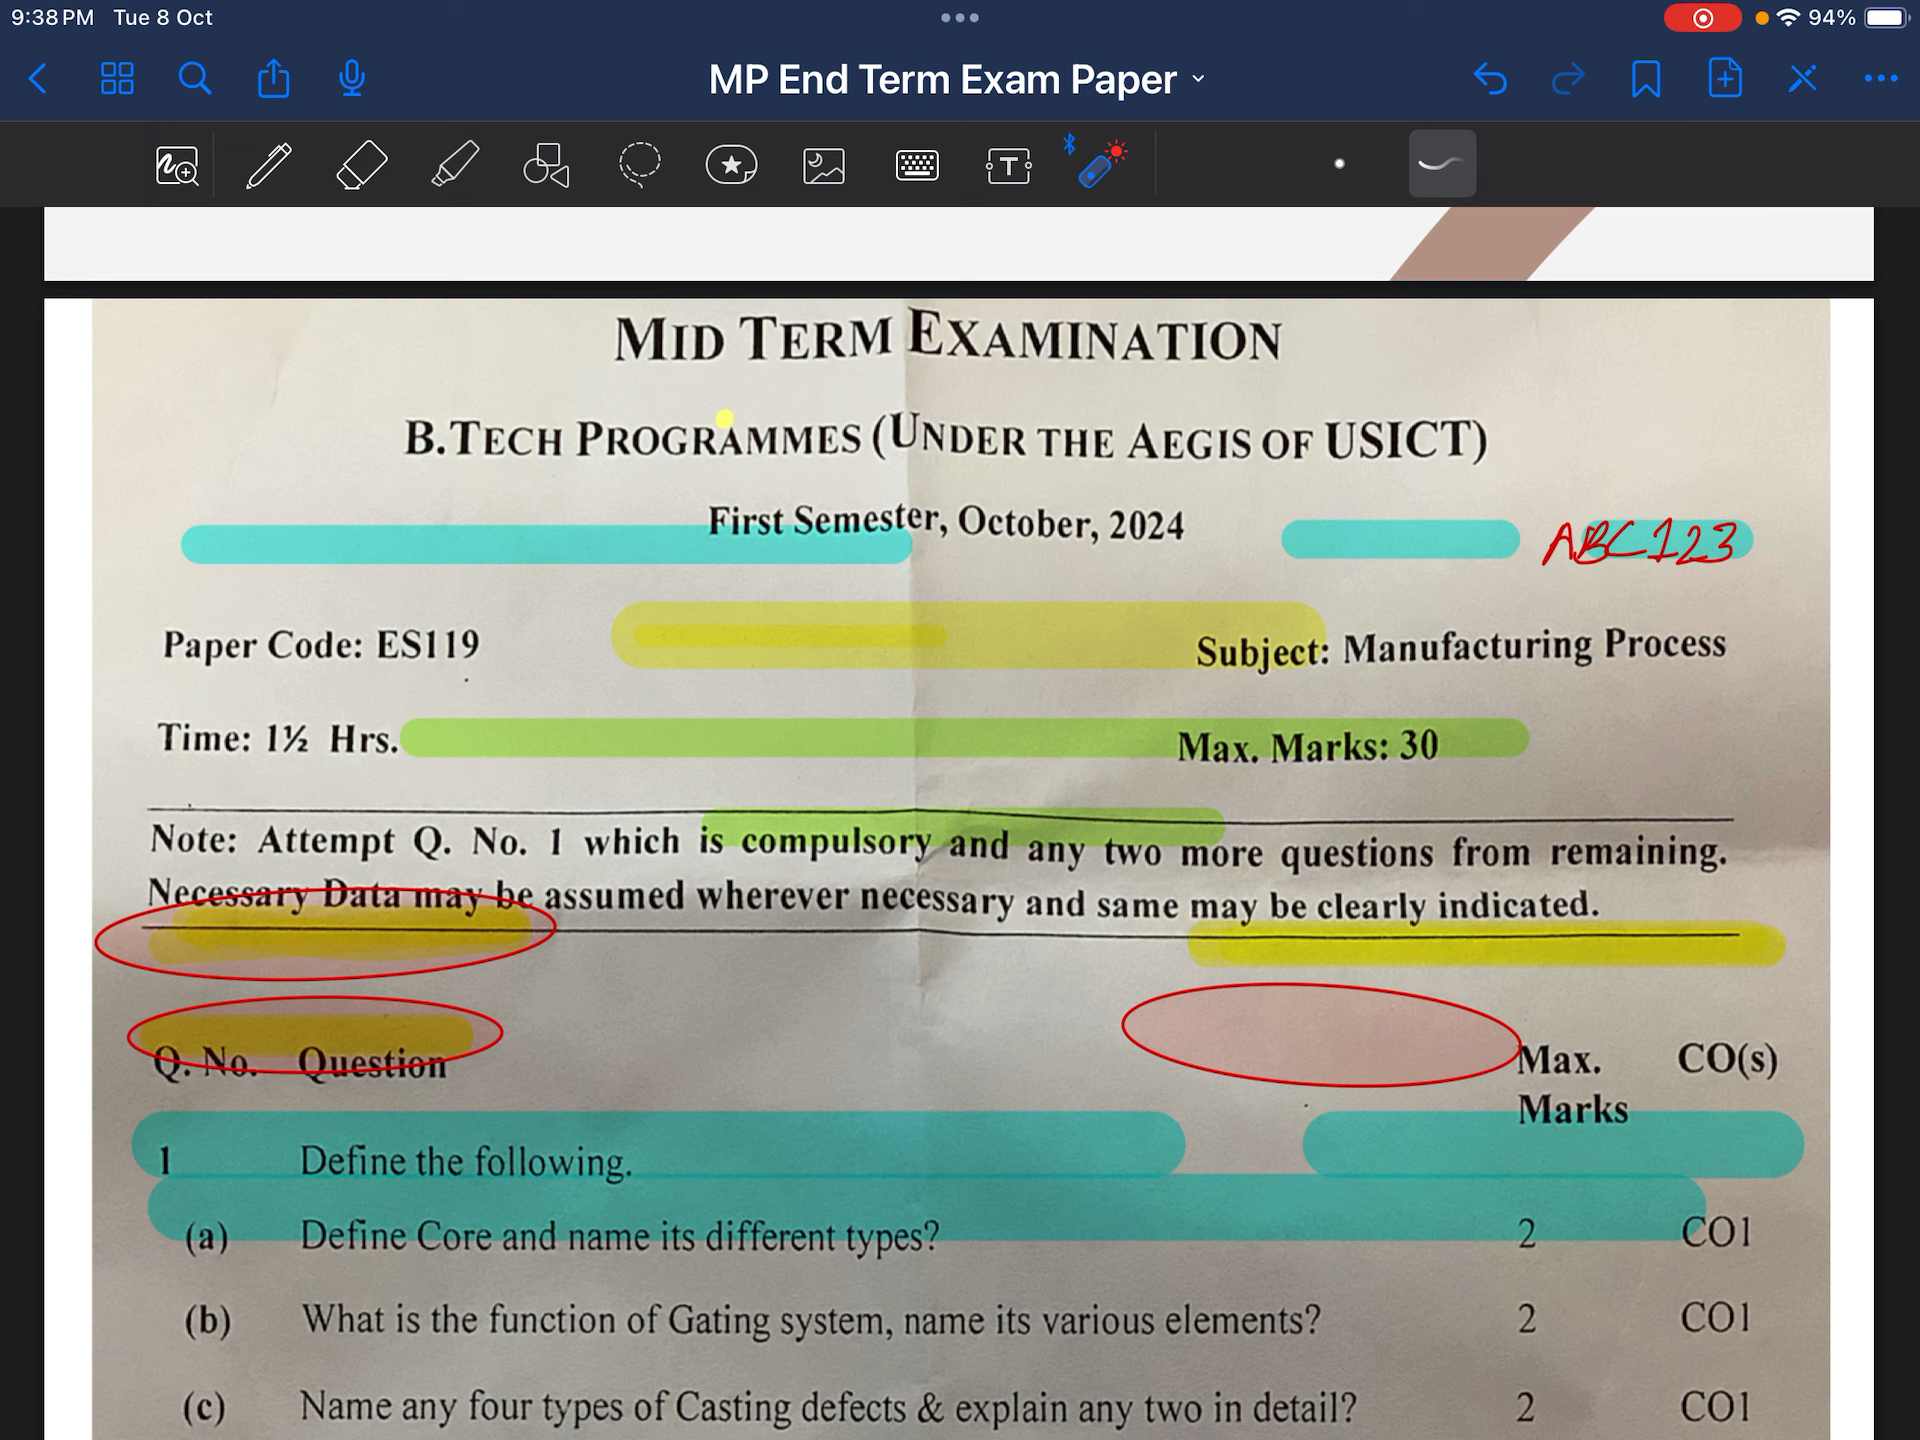 9:38 PM Tue 8 Oct 94%
MP End Term Exam Paper
T
MID TERM EXAMINATION
B.TECH PROGRAMMES (UNDER THE AEGIS OF USICT)
First Semester, October, 2024
ABC123
Paper Code: ES119 Subject: Manufacturing Process
Time: 1½ Hrs. Max. Marks: 30
Note: Attempt Q. No. 1 which is compulsory and any two more questions from remaining.
Necessary Data may be assumed wherever necessary and same may be clearly indicated.
Q. No. Question Max. CO(s)
Marks
1 Define the following.
(a) Define Core and name its different types? 2 CO1
(b) What is the function of Gating system, name its various elements? 2 CO1
(c) Name any four types of Casting defects & explain any two in detail? 2 CO1